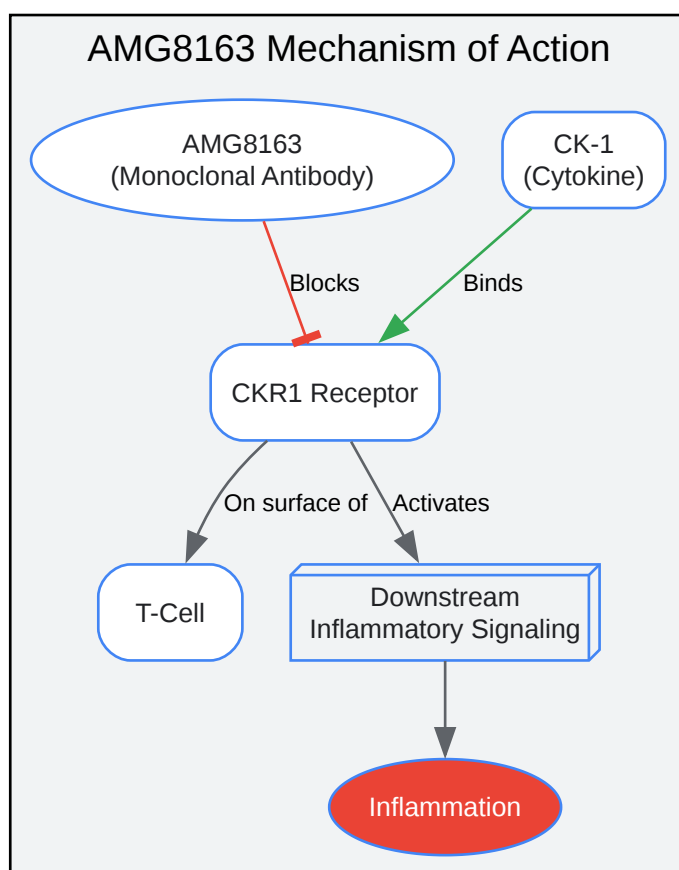 AMG8163 Mechanism of Action
AMG8163
(Monoclonal Antibody)
CK-1
(Cytokine)
Blocks
Binds
CKR1 Receptor
On surface of
Activates
T-Cell
Downstream
Inflammatory Signaling
Inflammation